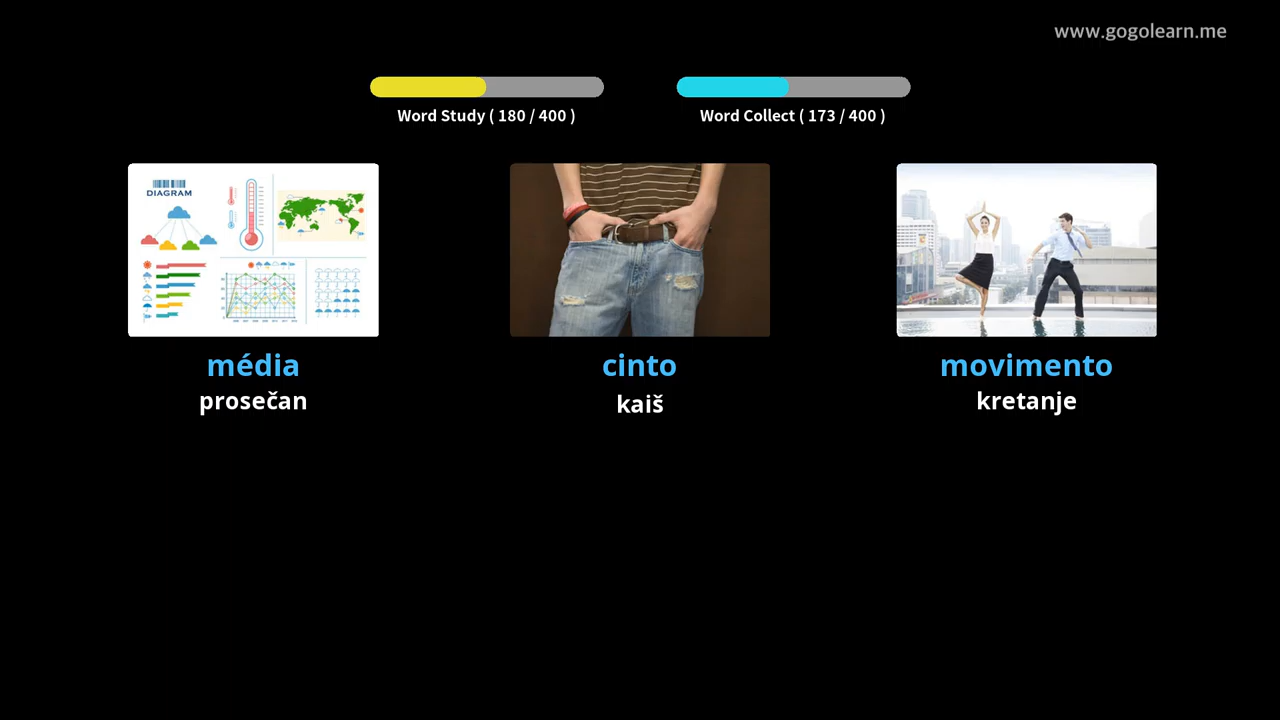 www.gogolearn.me
Word Study ( 180 / 400 )
Word Collect ( 173 / 400 )
DIAGRAM
média
cinto
movimento
prosečan
kaiš
kretanje